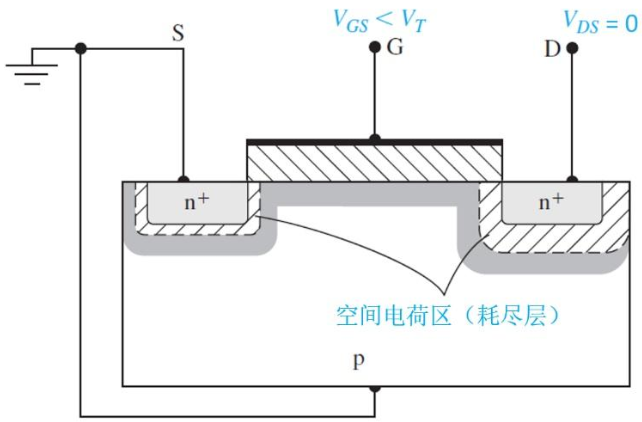 V_GS < V_T
V_DS = 0
S
G
D
n+
n+
空间电荷区（耗尽层）
p